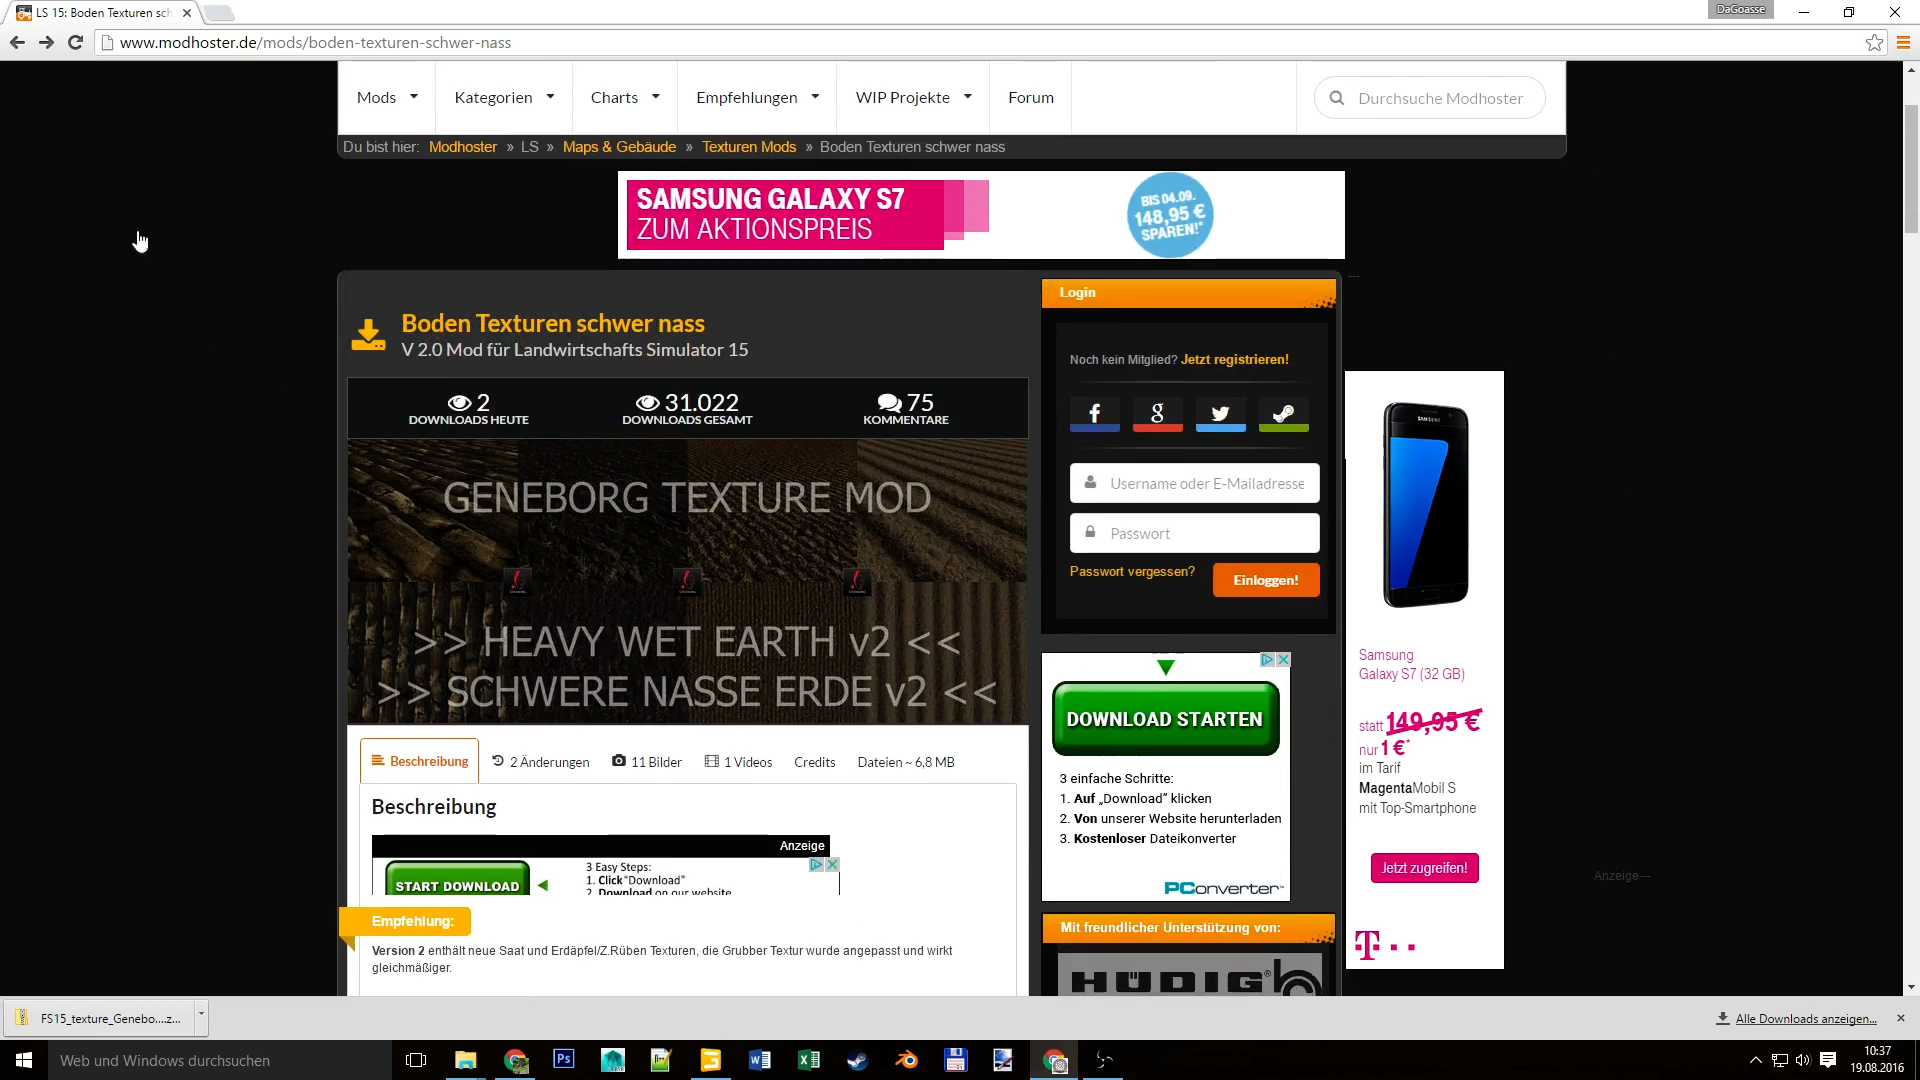 LS 15: Boden Texturen sch
DaGoasse
www.modhoster.de/mods/boden-texturen-schwer-nass
Mods Kategorien Charts Empfehlungen WIP Projekte Forum Durchsuche Modhoster
Du bist hier: Modhoster » LS » Maps & Gebäude » Texturen Mods » Boden Texturen schwer nass
SAMSUNG GALAXY S7
ZUM AKTIONSPREIS
BIS 04.09.
148,95 €
SPAREN!*
Boden Texturen schwer nass
V 2.0 Mod für Landwirtschafts Simulator 15
2
DOWNLOADS HEUTE
31.022
DOWNLOADS GESAMT
75
KOMMENTARE
GENEBORG TEXTURE MOD
>> HEAVY WET EARTH v2 <<
>> SCHWERE NASSE ERDE v2 <<
Beschreibung 2 Änderungen 11 Bilder 1 Videos Credits Dateien ~ 6,8 MB
Beschreibung
Anzeige
START DOWNLOAD
3 Easy Steps:
1. Click "Download"
2. Download on our website
Empfehlung:
Version 2 enthält neue Saat und Erdäpfel/Z.Rüben Texturen, die Grubber Textur wurde angepasst und wirkt
gleichmäßiger.
Login
Noch kein Mitglied? Jetzt registrieren!
Username oder E-Mailadresse
Passwort
Passwort vergessen? Einloggen!
DOWNLOAD STARTEN
3 einfache Schritte:
1. Auf „Download“ klicken
2. Von unserer Website herunterladen
3. Kostenloser Dateikonverter
PConverter™
Mit freundlicher Unterstützung von:
HÜDIG®
SAMSUNG
Samsung
Galaxy S7 (32 GB)
statt 149,95 €
nur 1 €*
im Tarif
MagentaMobil S
mit Top-Smartphone
Jetzt zugreifen!
T
Anzeige---
FS15_texture_Genebo....z...
Alle Downloads anzeigen...
Web und Windows durchsuchen
Ps
10:37
19.08.2016